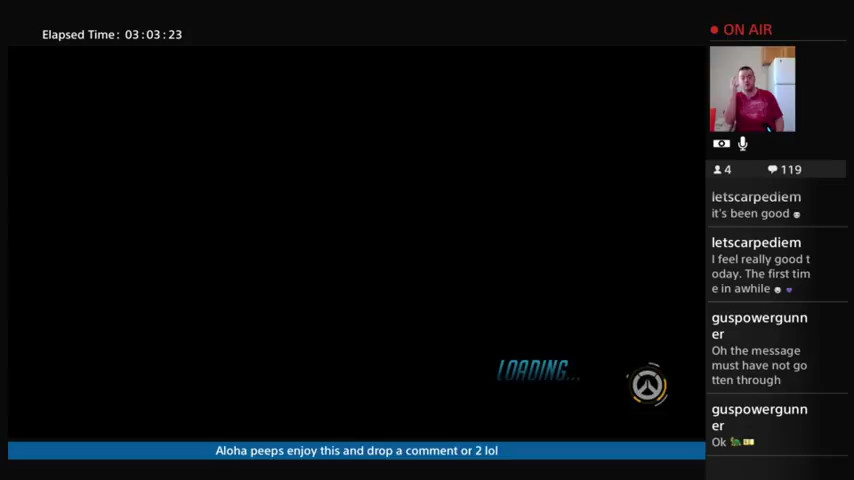 Elapsed Time: 03:03:23
ON AIR
4 119
letscarpediem
it's been good
letscarpediem
I feel really good t
oday. The first tim
e in awhile
guspowergunn
er
Oh the message
must have not go
tten through
guspowergunn
er
Ok
LOADING...
Aloha peeps enjoy this and drop a comment or 2 lol